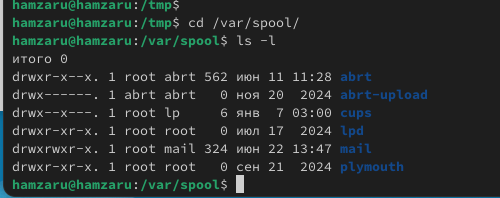 hamzaru@hamzaru:/tmp$
hamzaru@hamzaru:/tmp$ cd /var/spool/
hamzaru@hamzaru:/var/spool$ ls -l
итого 0
drwxr-x--x. 1 root abrt 562 июн 11 11:28 abrt
drwx------. 1 abrt abrt   0 ноя 20  2024 abrt-upload
drwx--x---. 1 root lp     6 янв  7 03:00 cups
drwxr-xr-x. 1 root root   0 июл 17  2024 lpd
drwxrwxr-x. 1 root mail 324 июн 22 13:47 mail
drwxr-xr-x. 1 root root   0 сен 21  2024 plymouth
hamzaru@hamzaru:/var/spool$